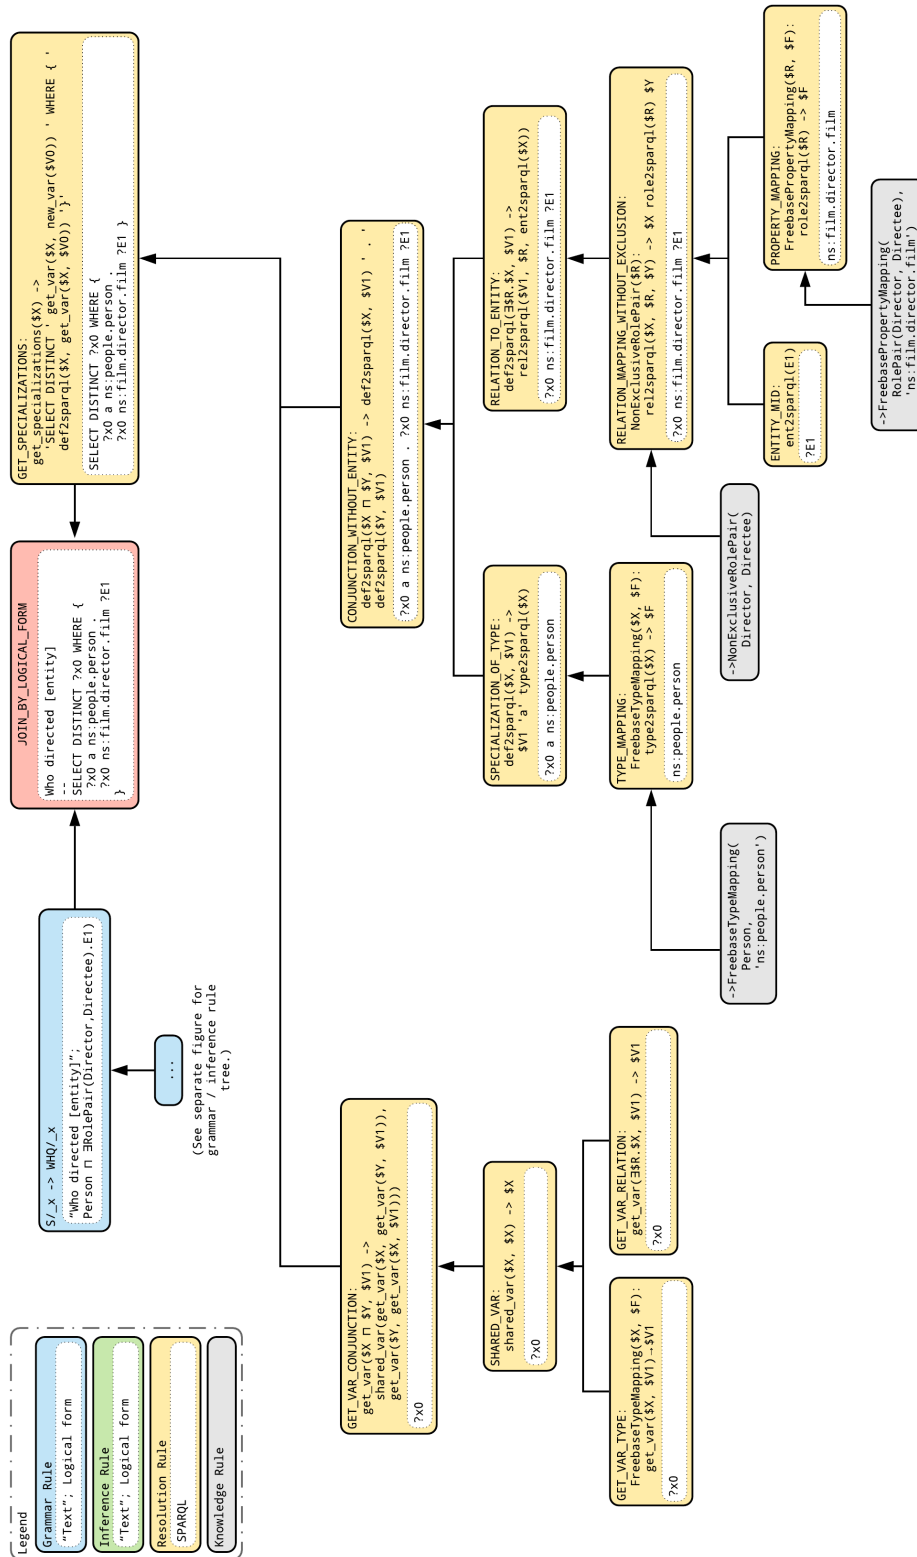 Legend
Grammar Rule
“Text”; Logical form
Inference Rule
“Text”; Logical form
Resolution Rule
SPARQL
Knowledge Rule
S/_x -> WHQ/_x
“Who directed [entity]”;
Person ⊓ ∃RolePair(Director,Directee).E1)
...
(See separate figure for
grammar / inference rule
tree.)
JOIN_BY_LOGICAL_FORM
Who directed [entity]
--
SELECT DISTINCT ?x0 WHERE {
?x0 a ns:people.person .
?x0 ns:film.director.film ?E1
}
GET_SPECIALIZATIONS:
get_specializations($X) ->
'SELECT DISTINCT ' get_var($X, new_var($V0)) ' WHERE { '
def2sparql($X, get_var($X, $V0)) '}'
SELECT DISTINCT ?x0 WHERE {
?x0 a ns:people.person .
?x0 ns:film.director.film ?E1 }
GET_VAR_CONJUNCTION:
get_var($X ⊓ $Y, $V1) ->
shared_var(get_var($X, get_var($Y, $V1)),
get_var($Y, get_var($X, $V1)))
?x0
CONJUNCTION_WITHOUT_ENTITY:
def2sparql($X ⊓ $Y, $V1) -> def2sparql($X, $V1) ' . '
def2sparql($Y, $V1)
?x0 a ns:people.person . ?x0 ns:film.director.film ?E1
SHARED_VAR:
shared_var($X, $X) -> $X
?x0
SPECIALIZATION_OF_TYPE:
def2sparql($X, $V1) ->
$V1 'a' type2sparql($X)
?x0 a ns:people.person
RELATION_TO_ENTITY:
def2sparql(∃$R.$X, $V1) ->
rel2sparql($V1, $R, ent2sparql($X))
?x0 ns:film.director.film ?E1
GET_VAR_TYPE:
FreebaseTypeMapping($X, $F):
get_var($X, $V1)→$V1
?x0
GET_VAR_RELATION:
get_var(∃$R.$X, $V1) -> $V1
?x0
TYPE_MAPPING:
FreebaseTypeMapping($X, $F):
type2sparql($X) -> $F
ns:people.person
RELATION_MAPPING_WITHOUT_EXCLUSION:
NonExclusiveRolePair($R):
rel2sparql($X, $R, $Y) -> $X role2sparql($R) $Y
?x0 ns:film.director.film ?E1
->FreebaseTypeMapping(
Person,
'ns:people.person')
->NonExclusiveRolePair(
Director, Directee)
ENTITY_MID:
ent2sparql(E1)
?E1
PROPERTY_MAPPING:
FreebasePropertyMapping($R, $F):
role2sparql($R) -> $F
ns:film.director.film
->FreebasePropertyMapping(
RolePair(Director, Directee),
'ns:film.director.film')